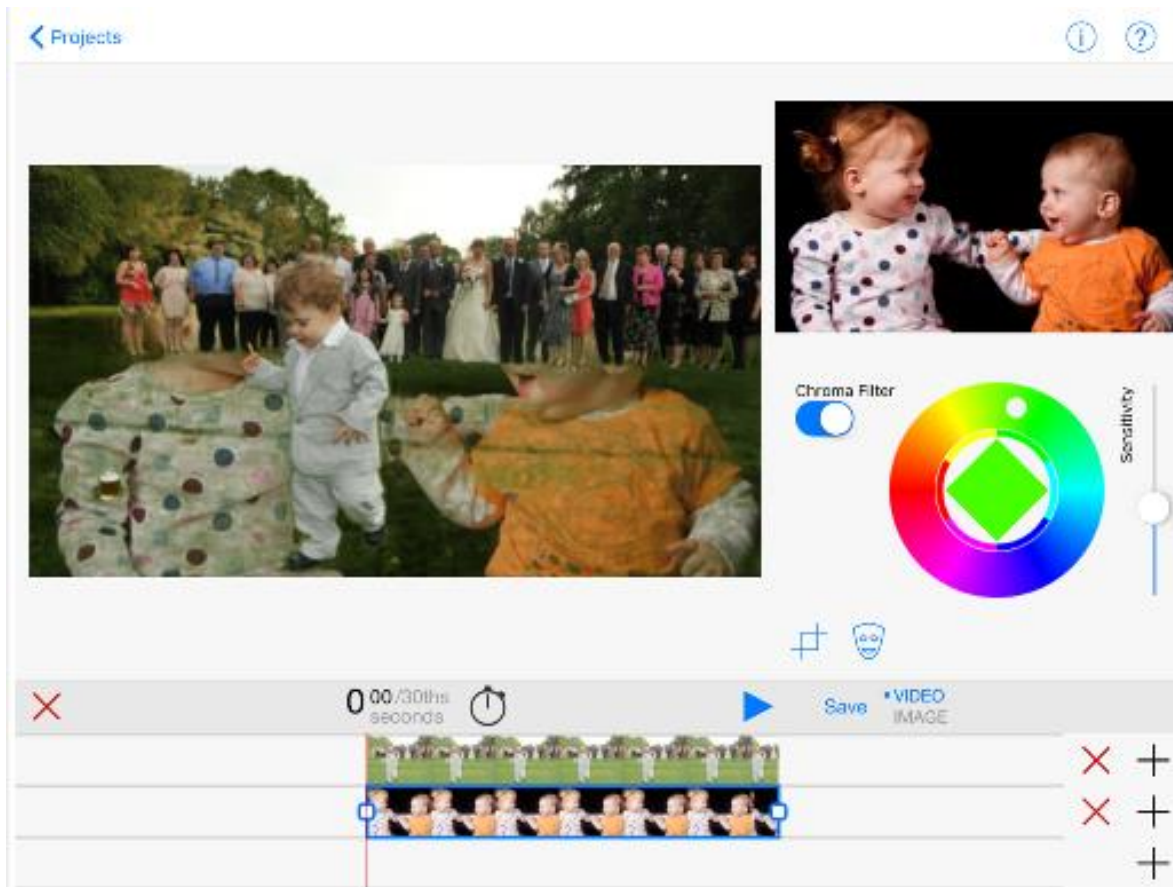 Projects
i ?
Chroma Filter
Sensitivity
0 00/30ths seconds
Save
VIDEO
IMAGE